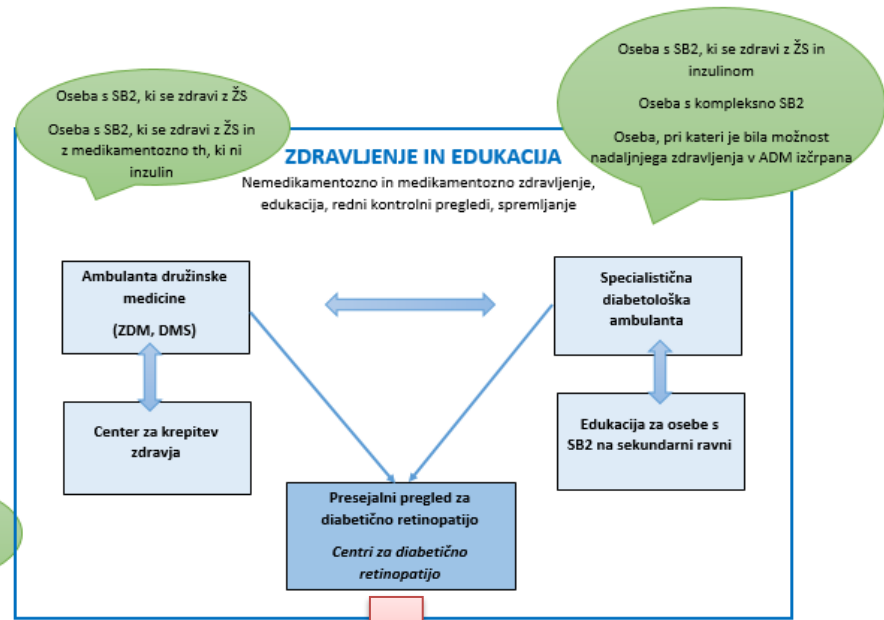 Oseba s SB2, ki se zdravi z ŽS
Oseba s SB2, ki se zdravi z ŽS in
z medikamentozno th, ki ni
inzulin
Oseba s SB2, ki se zdravi z ŽS in
inzulinom
Oseba s kompleksno SB2
Oseba, pri kateri je bila možnost
nadaljnjega zdravljenja v ADM izčrpana
ZDRAVLJENJE IN EDUKACIJA
Nemedikamentozno in medikamentozno zdravljenje,
edukacija, redni kontrolni pregledi, spremljanje
Ambulanta družinske
medicine
(ZDM, DMS)
Specialistična
diabetološka
ambulanta
Center za krepitev
zdravja
Edukacija za osebe s
SB2 na sekundarni ravni
Presejalni pregled za
diabetično retinopatijo
Centri za diabetično
retinopatijo